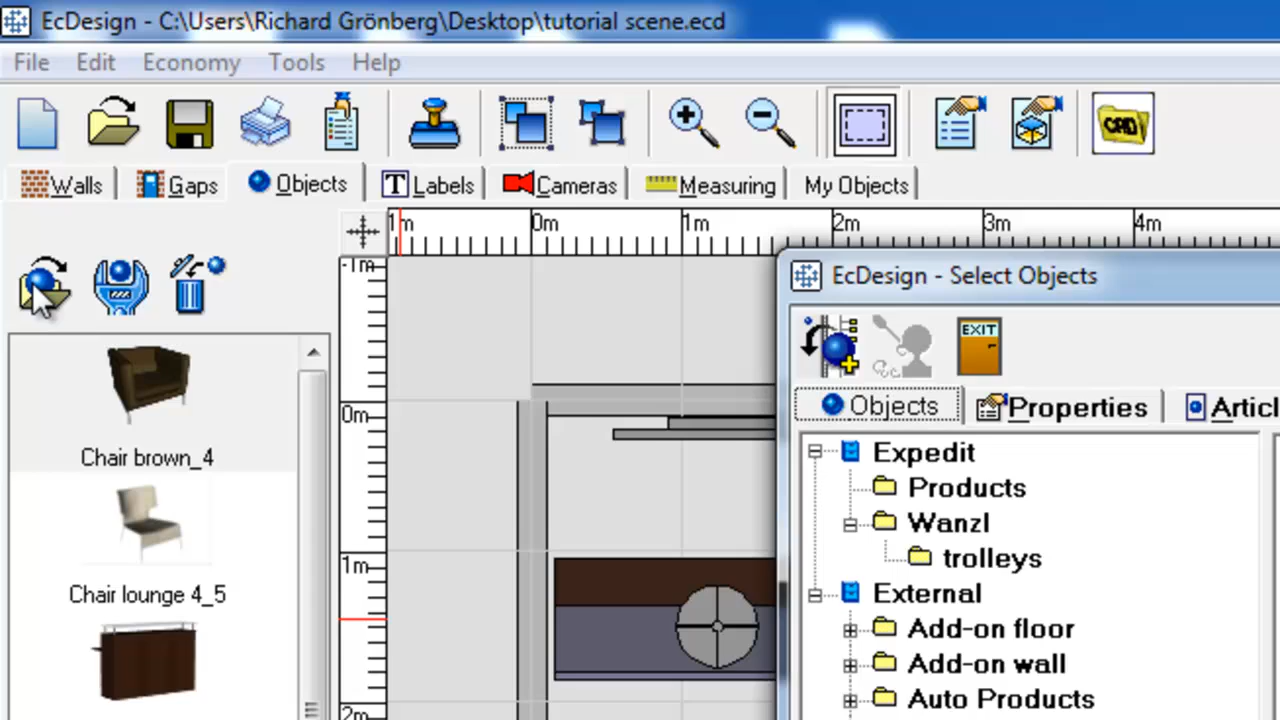 EcDesign - C:\Users\Richard Grönberg\Desktop\tutorial scene.ecd
File Edit Economy Tools Help
CAD
Walls Gaps Objects T Labels Cameras Measuring My Objects
1m 0m 1m 2m 3m 4m
-1m
EcDesign - Select Objects
EXIT
Objects Properties Articl
Chair brown_4
0m
Expedit
Products
Wanzl
trolleys
1m
Chair lounge 4_5
External
Add-on floor
Add-on wall
Auto Products
2m